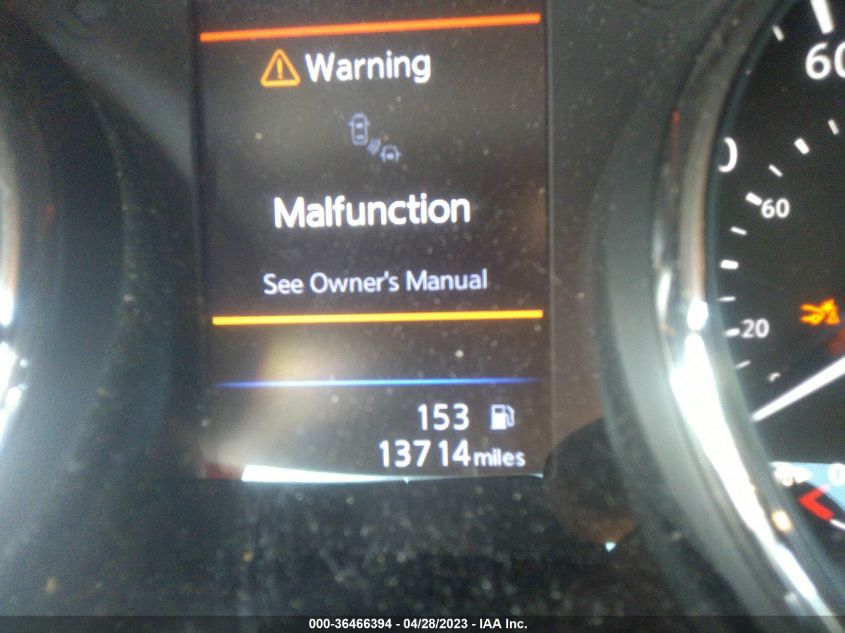 Warning
Malfunction
See Owner's Manual
153
13714 miles
60
60
20
000-36466394 - 04/28/2023 - IAA Inc.